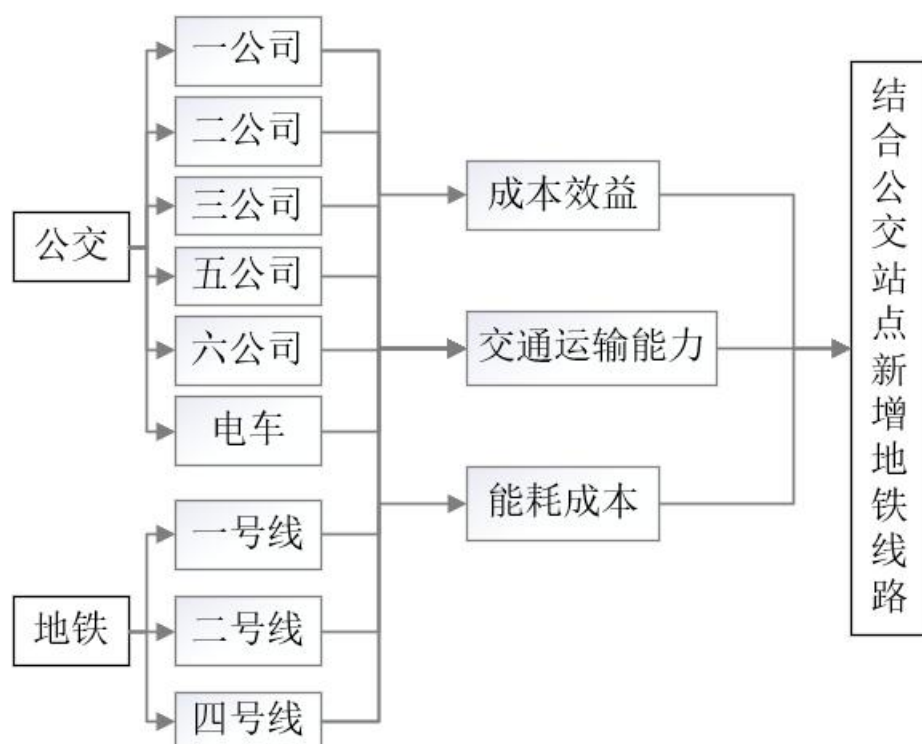 公交
一公司
二公司
三公司
五公司
六公司
电车
地铁
一号线
二号线
四号线
成本效益
交通运输能力
能耗成本
结合公交站点新增地铁线路